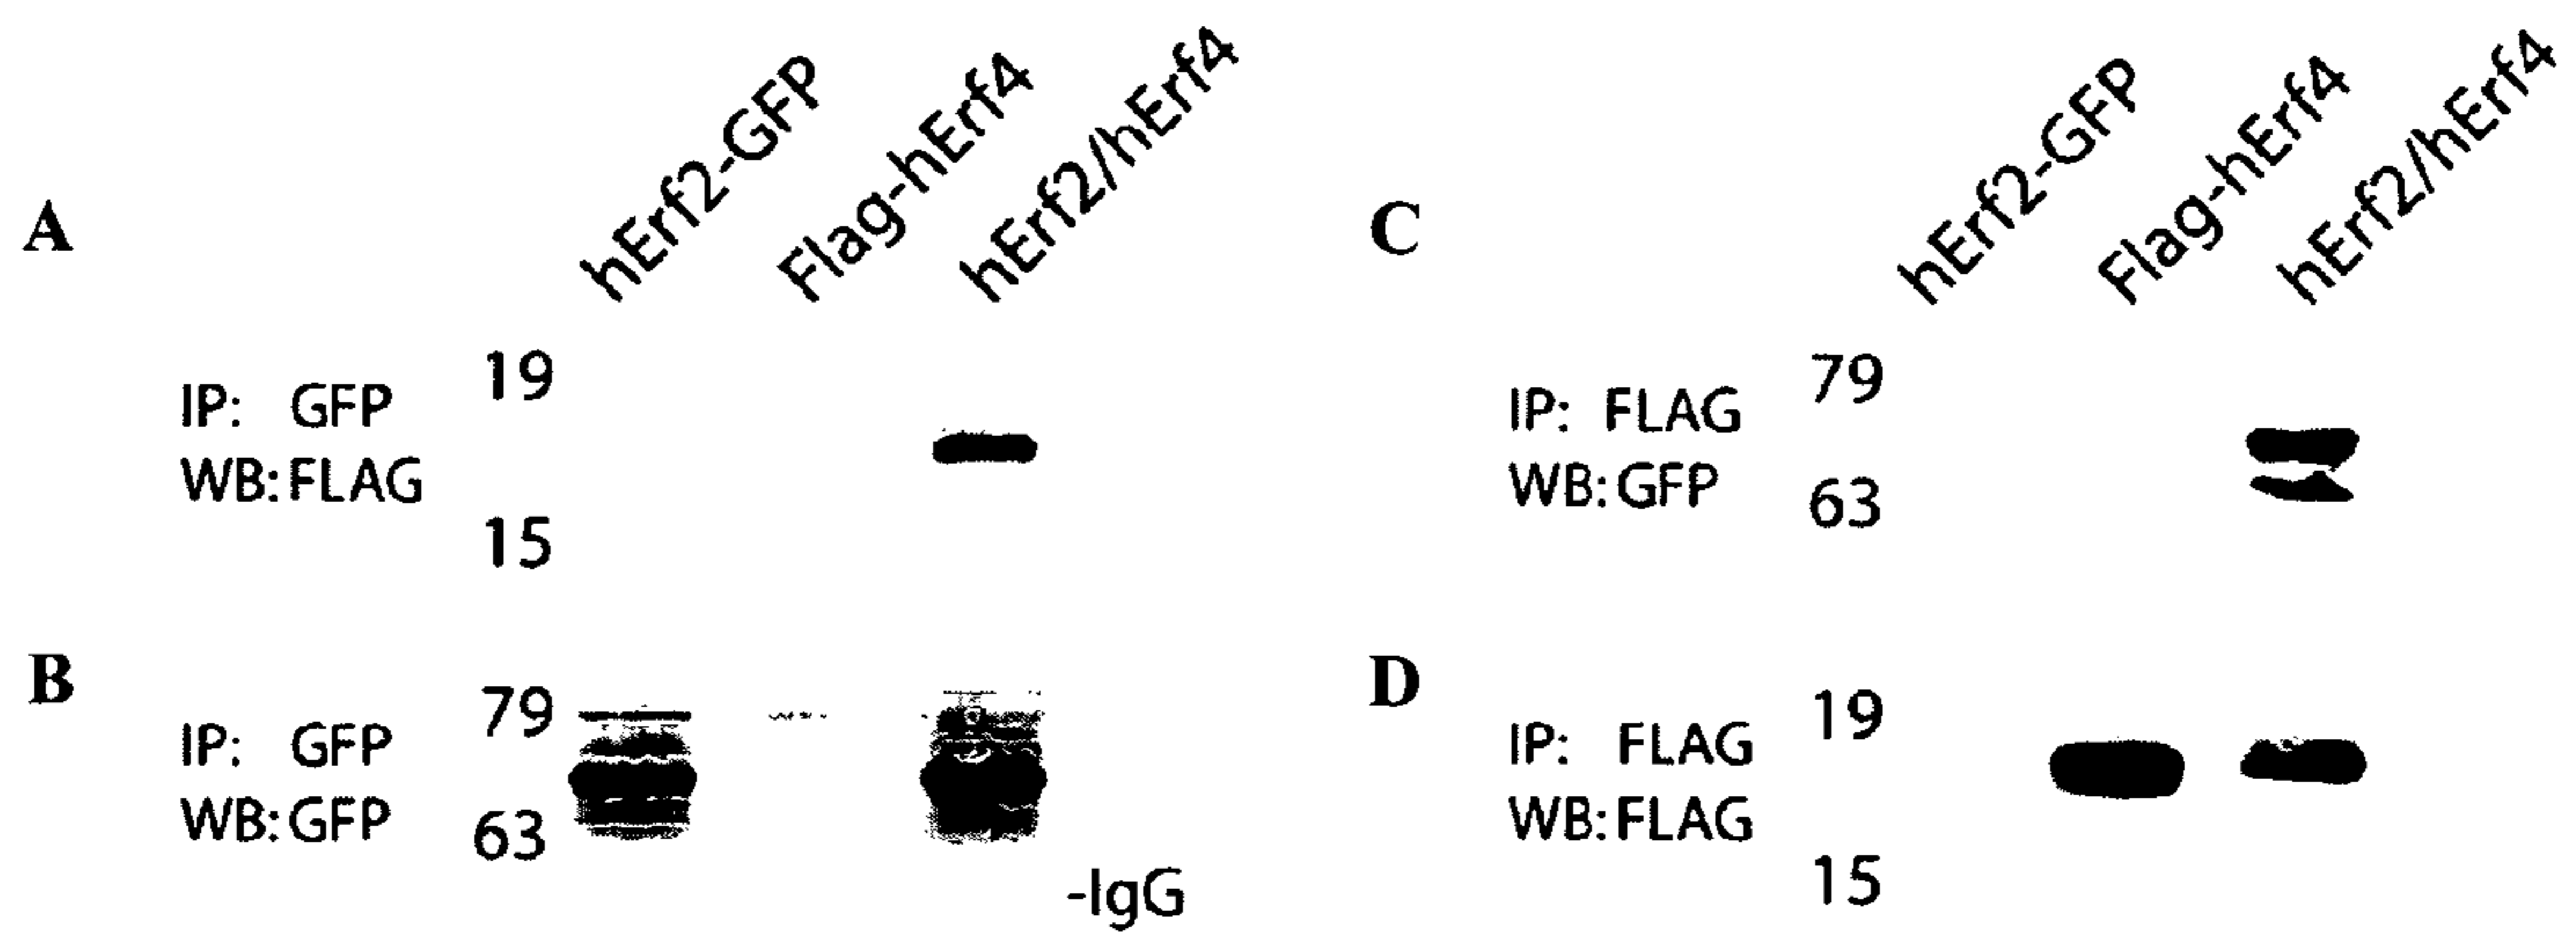 A
hErf2-GFP
Flag-hErf4
hErf2/hErf4
19
IP: GFP
WB: FLAG
15
B
79
IP: GFP
WB: GFP
63
-IgG
C
hErf2-GFP
Flag-hErf4
hErf2/hErf4
79
IP: FLAG
WB: GFP
63
D
19
IP: FLAG
WB: FLAG
15